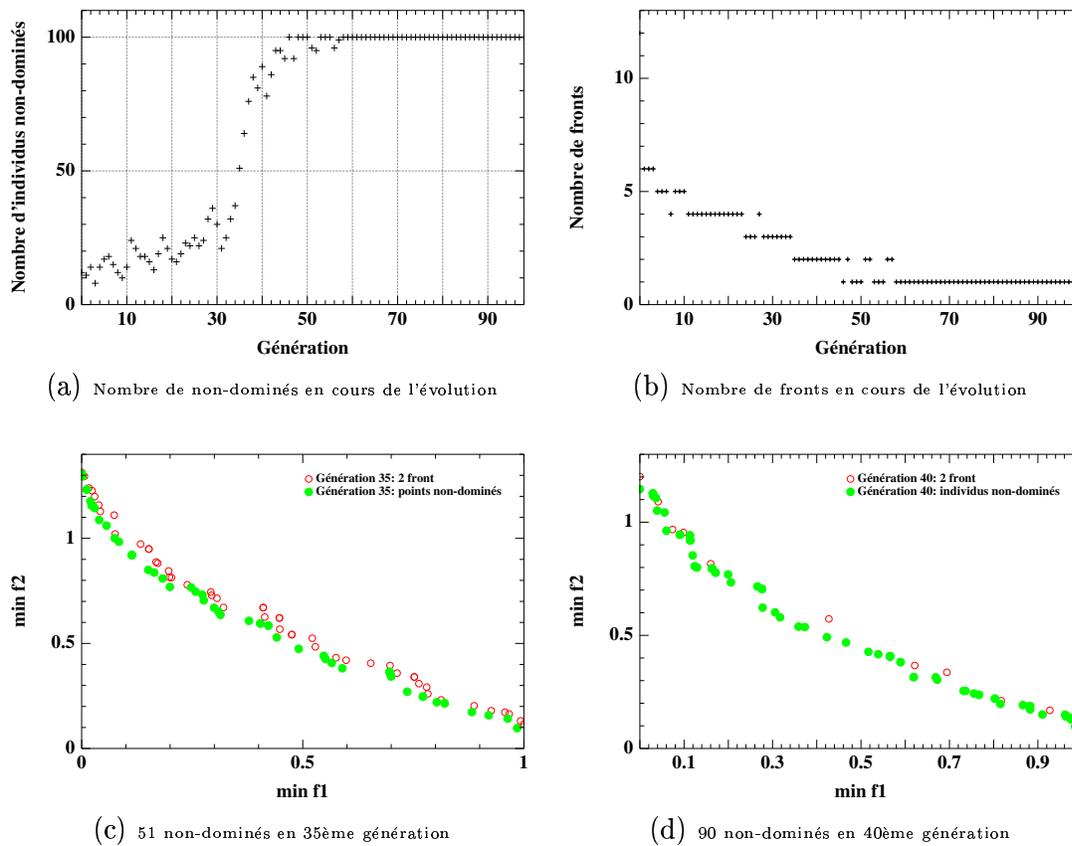 Nombre d'individus non-dominés
100
50
0
10
30
50
70
90
Génération
(a) Nombre de non-dominés en cours de l'évolution
Nombre de fronts
10
5
0
10
30
50
70
90
Génération
(b) Nombre de fronts en cours de l'évolution
min f2
1
0.5
0
Génération 35: 2 front
Génération 35: points non-dominés
0
0.5
1
min f1
(c) 51 non-dominés en 35ème génération
min f2
1
0.5
0
Génération 40: 2 front
Génération 40: individus non-dominés
0.1
0.3
0.5
0.7
0.9
min f1
(d) 90 non-dominés en 40ème génération